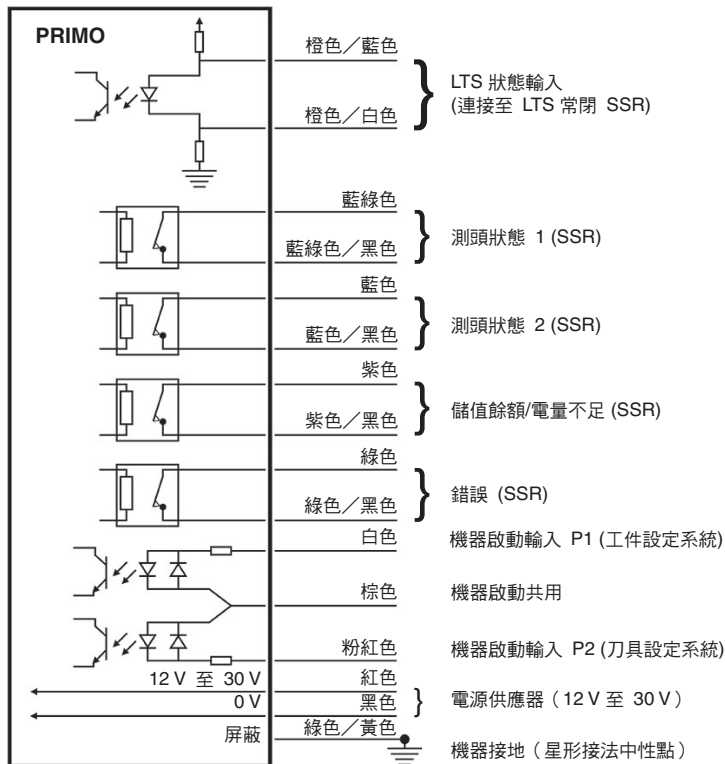 PRIMO
橙色／藍色
LTS 狀態輸入
(連接至 LTS 常閉 SSR)
橙色／白色
藍綠色
測頭狀態 1 (SSR)
藍綠色／黑色
藍色
測頭狀態 2 (SSR)
藍色／黑色
紫色
儲值餘額/電量不足 (SSR)
紫色／黑色
綠色
錯誤 (SSR)
綠色／黑色
白色
機器啟動輸入 P1 (工件設定系統)
棕色
機器啟動共用
粉紅色
機器啟動輸入 P2 (刀具設定系統)
12 V 至 30 V
紅色
0 V
黑色
電源供應器（12 V 至 30 V）
屏蔽
綠色／黃色
機器接地（星形接法中性點）